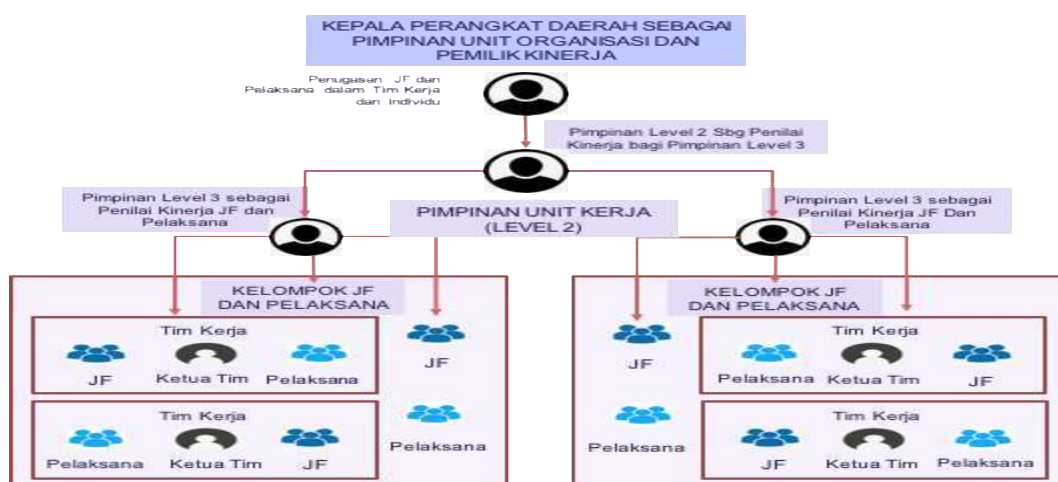 KEPALA PERANGKAT DAERAH SEBAGAI
PIMPINAN UNIT ORGANISASI DAN
PEMILIK KINERJA
Penugasan JF dan
Pelaksana dalam Tim Kerja
dan Individu
Pimpinan Level 2 Sbg Penilai
Kinerja bagi Pimpinan Level 3
Pimpinan Level 3 sebagai
Penilai Kinerja JF dan
Pelaksana
PIMPINAN UNIT KERJA
(LEVEL 2)
Pimpinan Level 3 sebagai
Penilai Kinerja JF Dan
Pelaksana
KELOMPOK JF
DAN PELAKSANA
Tim Kerja
JF
Ketua Tim
Pelaksana
JF
Tim Kerja
Pelaksana
Ketua Tim
JF
Pelaksana
KELOMPOK JF
DAN PELAKSANA
JF
Tim Kerja
Pelaksana
Ketua Tim
JF
Pelaksana
Tim Kerja
JF
Ketua Tim
Pelaksana